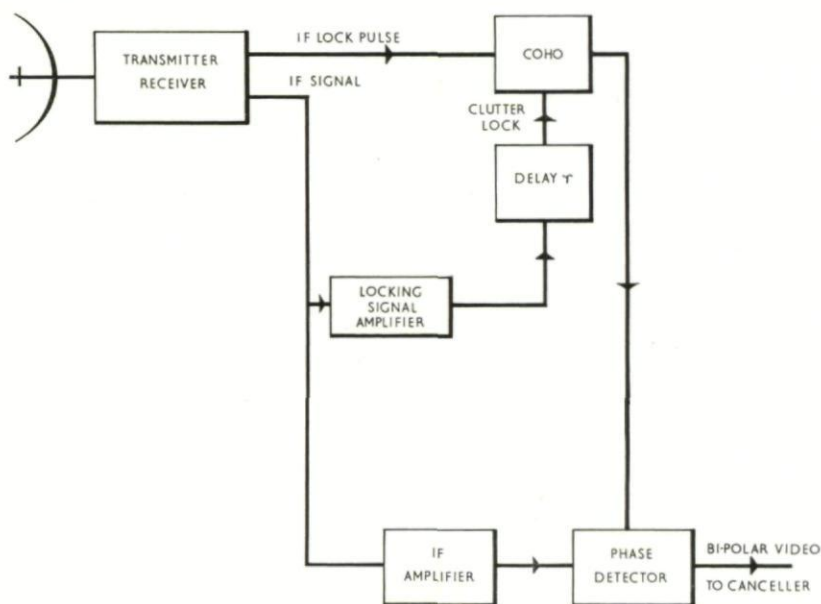 IF LOCK PULSE
COHO
TRANSMITTER
RECEIVER
IF SIGNAL
CLUTTER
LOCK
DELAY ϒ
LOCKING
SIGNAL
AMPLIFIER
IF
AMPLIFIER
PHASE
DETECTOR
BI-POLAR VIDEO
TO CANCELLER